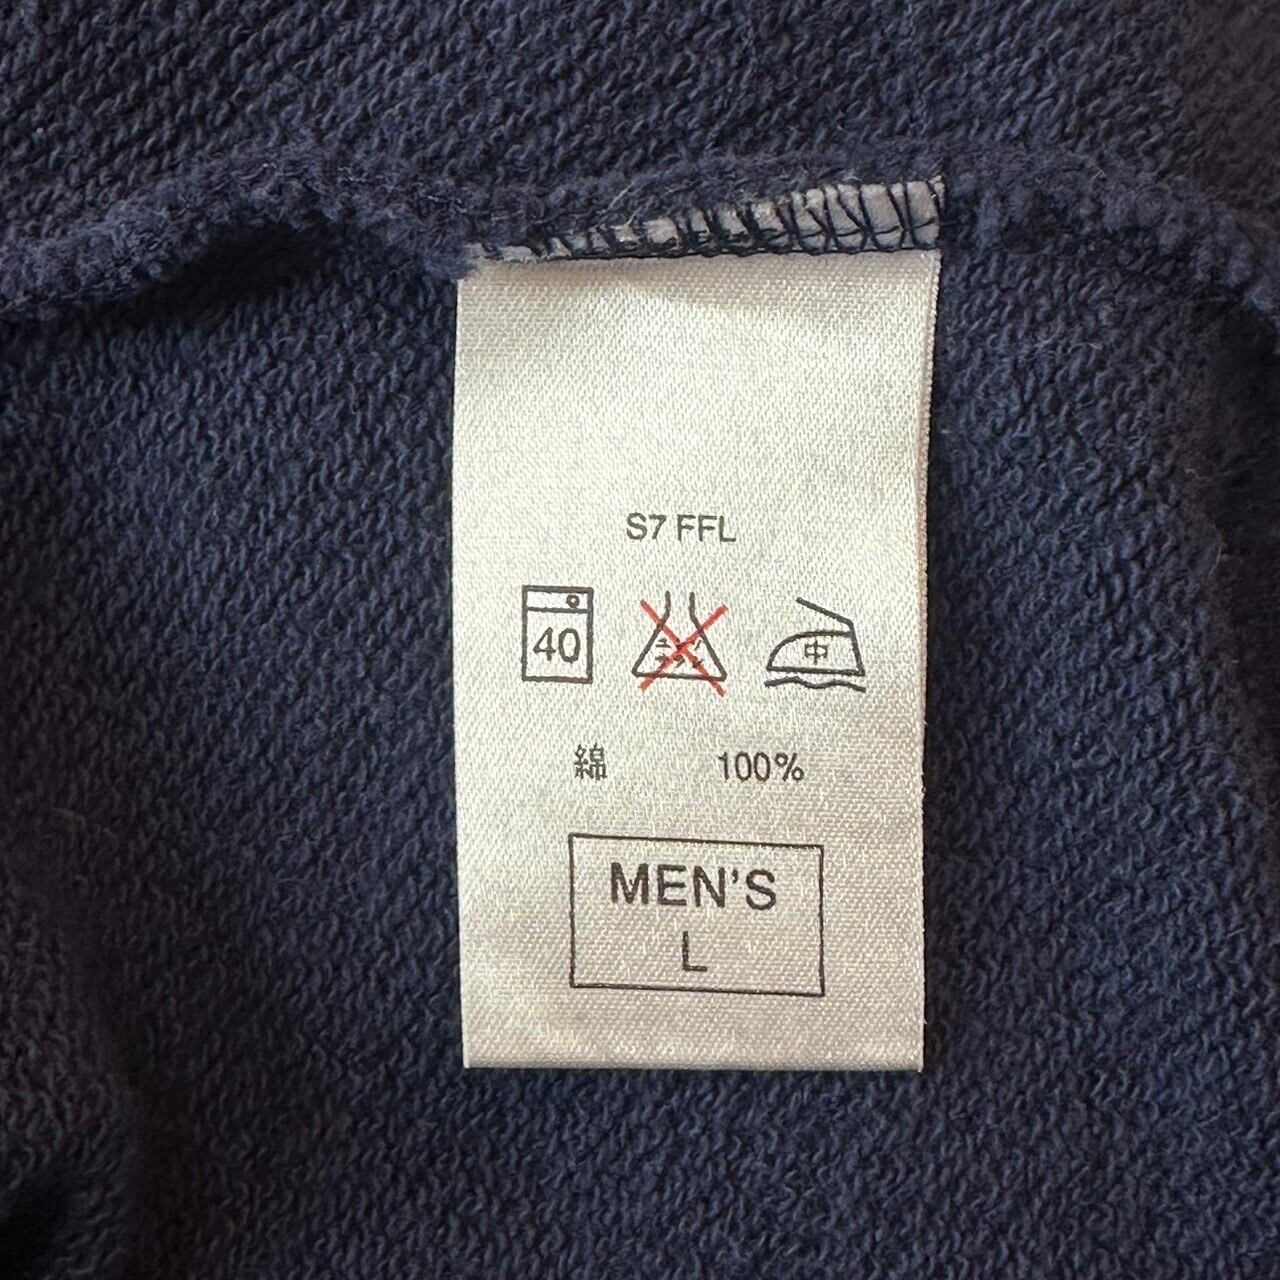 S7 FFL
40
中
綿 100%
MEN'S
L